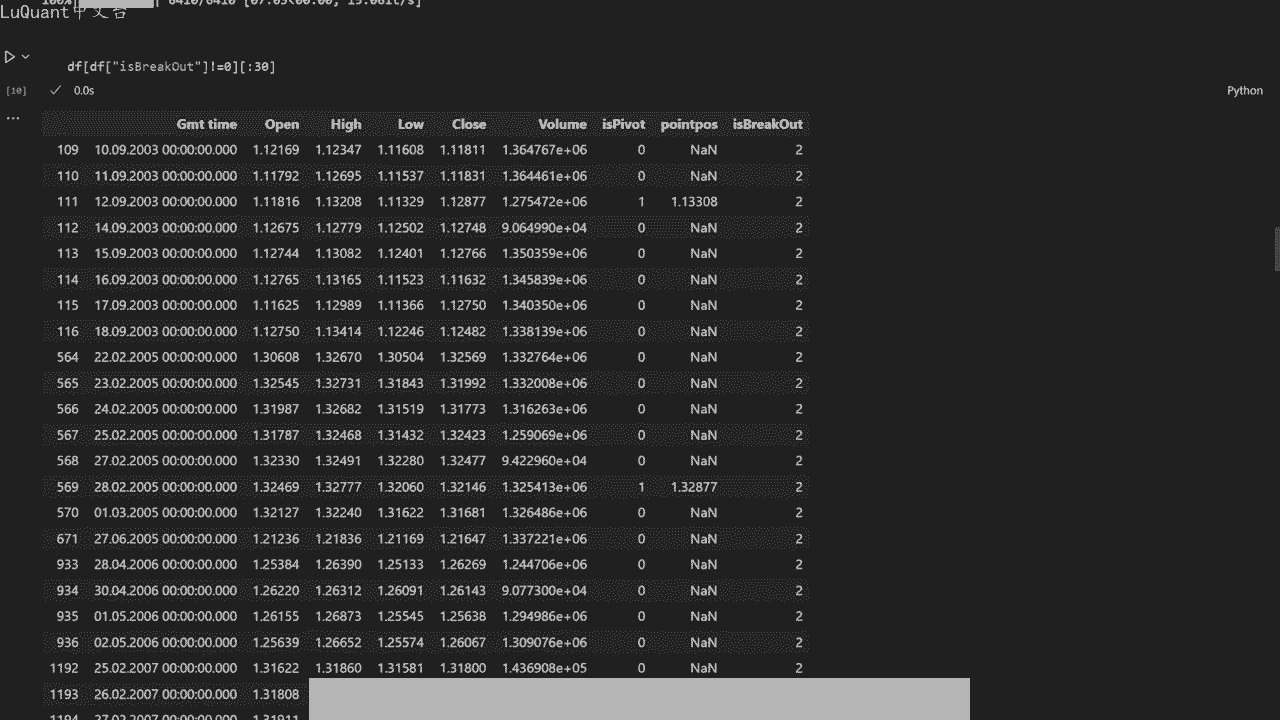 100%| | 6410/6410 [07:05<00:00, 15.06it/s]
LuQuant中文台
df[df["isBreakOut"]!=0][:30]
[10] ✓ 0.0s Python
...
Gmt time Open High Low Close Volume isPivot pointpos isBreakOut
109 10.09.2003 00:00:00.000 1.12169 1.12347 1.11608 1.11811 1.364767e+06 0 NaN 2
110 11.09.2003 00:00:00.000 1.11792 1.12695 1.11537 1.11831 1.364461e+06 0 NaN 2
111 12.09.2003 00:00:00.000 1.11816 1.13208 1.11329 1.12877 1.275472e+06 1 1.13308 2
112 14.09.2003 00:00:00.000 1.12675 1.12779 1.12502 1.12748 9.064990e+04 0 NaN 2
113 15.09.2003 00:00:00.000 1.12744 1.13082 1.12401 1.12766 1.350359e+06 0 NaN 2
114 16.09.2003 00:00:00.000 1.12765 1.13165 1.11523 1.11632 1.345839e+06 0 NaN 2
115 17.09.2003 00:00:00.000 1.11625 1.12989 1.11366 1.12750 1.340350e+06 0 NaN 2
116 18.09.2003 00:00:00.000 1.12750 1.13414 1.12246 1.12482 1.338139e+06 0 NaN 2
564 22.02.2005 00:00:00.000 1.30608 1.32670 1.30504 1.32569 1.332764e+06 0 NaN 2
565 23.02.2005 00:00:00.000 1.32545 1.32731 1.31843 1.31992 1.332008e+06 0 NaN 2
566 24.02.2005 00:00:00.000 1.31987 1.32682 1.31519 1.31773 1.316263e+06 0 NaN 2
567 25.02.2005 00:00:00.000 1.31787 1.32468 1.31432 1.32423 1.259069e+06 0 NaN 2
568 27.02.2005 00:00:00.000 1.32330 1.32491 1.32280 1.32477 9.422960e+04 0 NaN 2
569 28.02.2005 00:00:00.000 1.32469 1.32777 1.32060 1.32146 1.325413e+06 1 1.32877 2
570 01.03.2005 00:00:00.000 1.32127 1.32240 1.31622 1.31681 1.326486e+06 0 NaN 2
671 27.06.2005 00:00:00.000 1.21236 1.21836 1.21169 1.21647 1.337221e+06 0 NaN 2
933 28.04.2006 00:00:00.000 1.25384 1.26390 1.25133 1.26269 1.244706e+06 0 NaN 2
934 30.04.2006 00:00:00.000 1.26220 1.26312 1.26091 1.26143 9.077300e+04 0 NaN 2
935 01.05.2006 00:00:00.000 1.26155 1.26873 1.25545 1.25638 1.294986e+06 0 NaN 2
936 02.05.2006 00:00:00.000 1.25639 1.26652 1.25574 1.26067 1.309076e+06 0 NaN 2
1192 25.02.2007 00:00:00.000 1.31622 1.31860 1.31581 1.31800 1.436908e+05 0 NaN 2
1193 26.02.2007 00:00:00.000 1.31808
1194 27.02.2007 00:00:00.000 1.31911